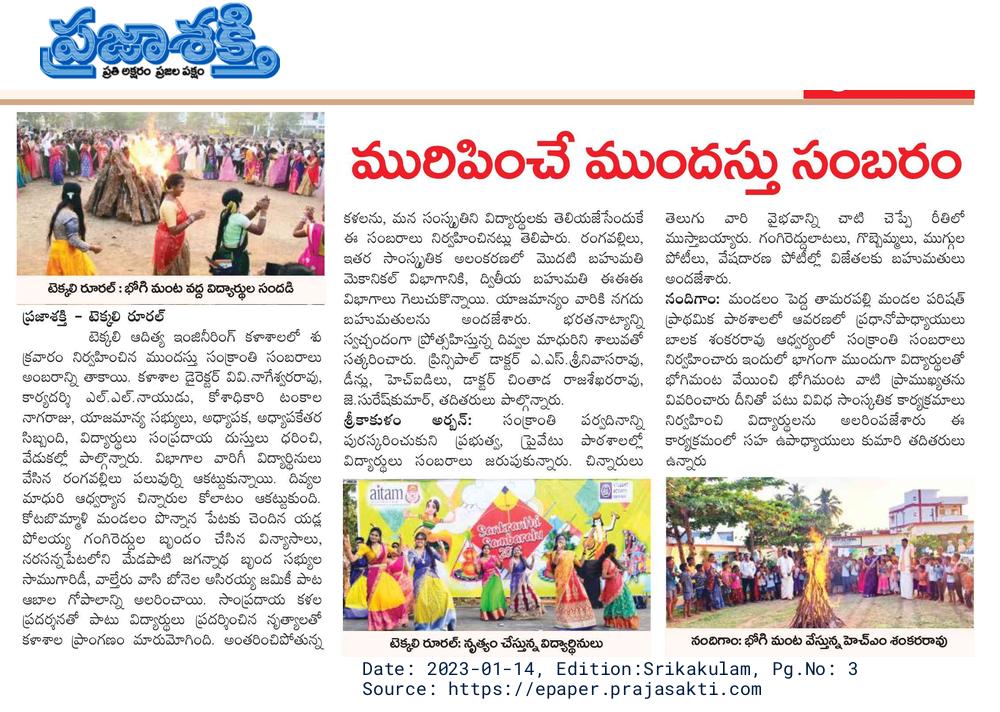 ప్రజాశక్తి
ప్రతి అక్షరం ప్రజల పక్షం
టెక్కలి రూరల్ : భోగి మంట వద్ద విద్యార్థుల సందడి
మురిపించే ముందస్తు సంబరం
ప్రజాశక్తి - టెక్కలి రూరల్
టెక్కలి ఆదిత్య ఇంజినీరింగ్ కళాశాలలో శు
క్రవారం నిర్వహించిన ముందస్తు సంక్రాంతి సంబరాలు
అంబరాన్ని తాకాయి. కళాశాల డైరెక్టర్ వివి.నాగేశ్వరరావు,
కార్యదర్శి ఎల్.ఎల్.నాయుడు, కోశాధికారి టంకాల
నాగరాజు, యాజమాన్య సభ్యులు, అధ్యాపక, అధ్యాపకేతర
సిబ్బంది, విద్యార్థులు సంప్రదాయ దుస్తులు ధరించి,
వేడుకల్లో పాల్గొన్నారు. విభాగాల వారిగీ విద్యార్థినులు
వేసిన రంగవల్లిలు పలువుర్ని ఆకట్టుకున్నాయి. దివ్వల
మాధురి ఆధ్వర్యాన చిన్నారుల కోలాటం ఆకట్టుకుంది.
కోటబొమ్మాళి మండలం పొన్నాన పేటకు చెందిన యడ్ల
పోలయ్య గంగిరెద్దుల బృందం చేసిన విన్యాసాలు,
నరసన్నపేటలోని మేడపాటి జగన్నాథ బృంద సభ్యుల
సాముగారిడీ, వాల్తేరు వాసి బోనెల అసిరయ్య జమికీ పాట
ఆబాల గోపాలాన్ని అలరించాయి. సాంప్రదాయ కళల
ప్రదర్శనతో పాటు విద్యార్థులు ప్రదర్శించిన నృత్యాలతో
కళాశాల ప్రాంగణం మారుమోగింది. అంతరించిపోతున్న
కళలను, మన సంస్కృతిని విద్యార్థులకు తెలియజేసేందుకే
ఈ సంబరాలు నిర్వహించినట్లు తెలిపారు. రంగవల్లిలు,
ఇతర సాంస్కృతిక అలంకరణలో మొదటి బహుమతి
మెకానికల్ విభాగానికి, ద్వితీయ బహుమతి ఈఈఈ
విభాగాలు గెలుచుకొన్నాయి. యాజమాన్యం వారికి నగదు
బహుమతులను అందజేశారు. భరతనాట్యాన్ని
స్వచ్ఛందంగా ప్రోత్సహిస్తున్న దివ్వల మాధురిని శాలువతో
సత్కరించారు. ప్రిన్సిపాల్ డాక్టర్ ఎ.ఎస్.శ్రీనివాసరావు,
డీన్లు, హెచ్ఐడిలు, డాక్టర్ చింతాడ రాజశేఖరరావు,
జె.సురేష్‌కుమార్, తదితరులు పాల్గొన్నారు.
శ్రీకాకుళం అర్బన్: సంక్రాంతి పర్వదినాన్ని
పురస్కరించుకుని ప్రభుత్వ, ప్రైవేటు పాఠశాలల్లో
విద్యార్థులు సంబరాలు జరుపుకున్నారు. చిన్నారులు
తెలుగు వారి వైభవాన్ని చాటి చెప్పే రీతిలో
ముస్తాబయ్యారు. గంగిరెద్దులాటలు, గొబ్బెమ్మలు, ముగ్గుల
పోటీలు, వేషదారణ పోటీల్లో విజేతలకు బహుమతులు
అందజేశారు.
నందిగాం: మండలం పెద్ద తామరపల్లి మండల పరిషత్
ప్రాథమిక పాఠశాలలో ఆవరణలో ప్రధానోపాధ్యాయులు
బాలక శంకరరావు ఆధ్వర్యంలో సంక్రాంతి సంబరాలు
నిర్వహించారు ఇందులో భాగంగా ముందుగా విద్యార్థులతో
భోగిమంట వేయించి భోగిమంట వాటి ప్రాముఖ్యతను
వివరించారు దీనితో పటు వివిధ సాంస్కతిక కార్యక్రమాలు
నిర్వహించి విద్యార్థులను అలరింపజేశారు ఈ
కార్యక్రమంలో సహ ఉపాధ్యాయులు కుమారి తదితరులు
ఉన్నారు
aitam
Sankranthi
Sambaralu
టెక్కలి రూరల్: నృత్యం చేస్తున్న విద్యార్థినులు
నందిగాం: భోగి మంట వేస్తున్న హెచ్ఎం శంకరరావు
Date: 2023-01-14, Edition:Srikakulam, Pg.No: 3
Source: https://epaper.prajasakti.com